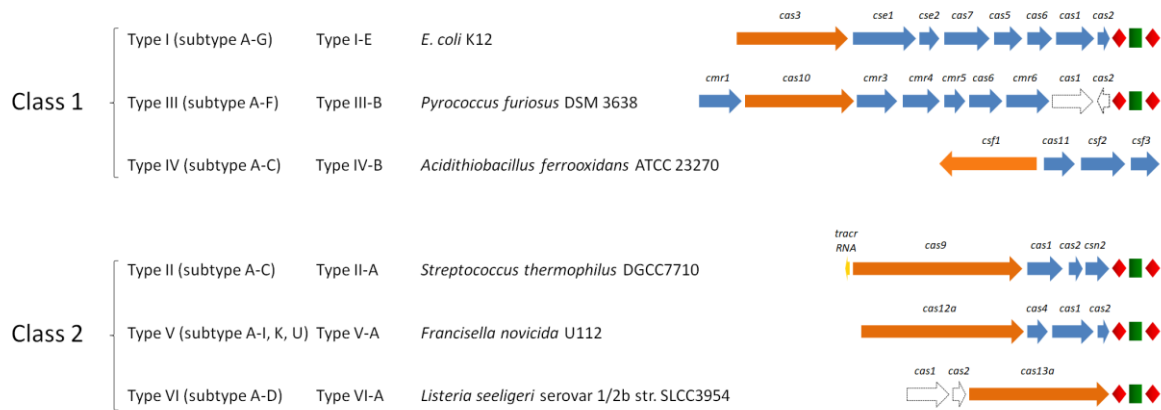 cas3 cse1 cse2 cas7 cas5 cas6 cas1 cas2
Type I (subtype A-G) Type I-E E. coli K12
cmr1 cas10 cmr3 cmr4 cmr5 cas6 cmr6 cas1 cas2
Class 1 Type III (subtype A-F) Type III-B Pyrococcus furiosus DSM 3638
csf1 cas11 csf2 csf3
Type IV (subtype A-C) Type IV-B Acidithiobacillus ferrooxidans ATCC 23270
tracr
RNA cas9 cas1 cas2 csn2
Type II (subtype A-C) Type II-A Streptococcus thermophilus DGCC7710
cas12a cas4 cas1 cas2
Class 2 Type V (subtype A-I, K, U) Type V-A Francisella novicida U112
cas1 cas2 cas13a
Type VI (subtype A-D) Type VI-A Listeria seeligeri serovar 1/2b str. SLCC3954